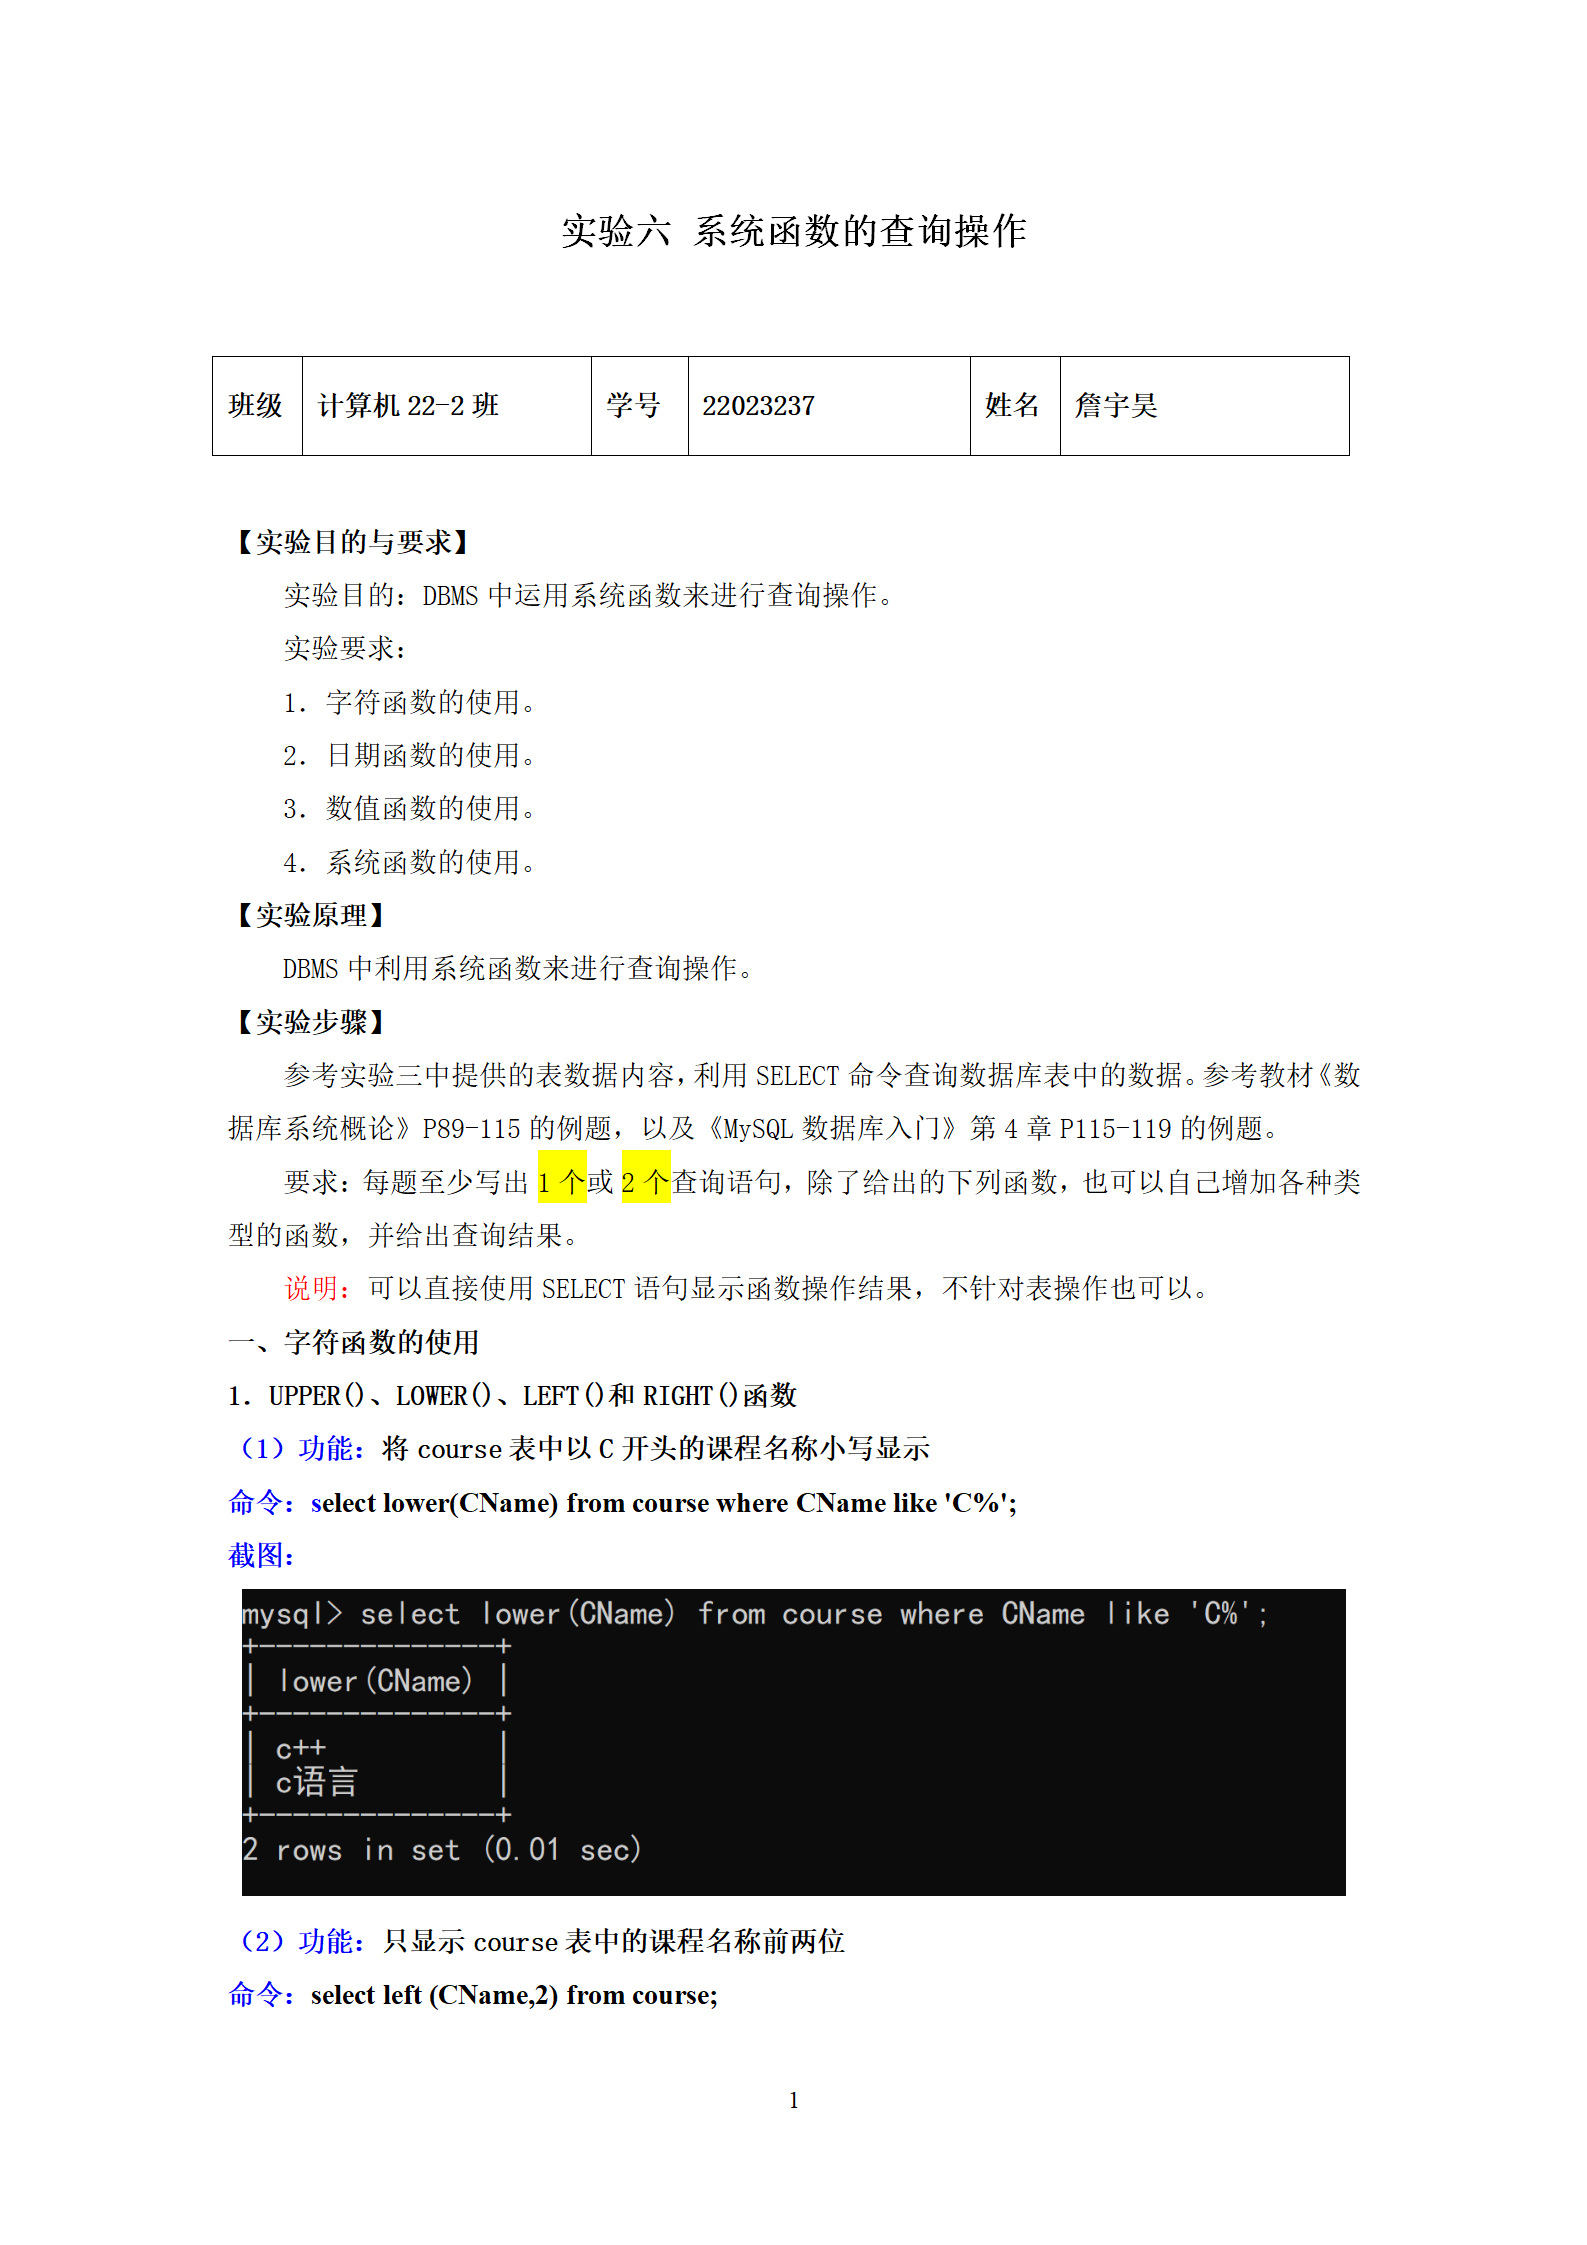 实验六 系统函数的查询操作
班级 计算机 22-2 班 学号 22023237 姓名 詹宇昊
【实验目的与要求】
实验目的：DBMS 中运用系统函数来进行查询操作。
实验要求：
1．字符函数的使用。
2．日期函数的使用。
3．数值函数的使用。
4．系统函数的使用。
【实验原理】
DBMS 中利用系统函数来进行查询操作。
【实验步骤】
参考实验三中提供的表数据内容，利用 SELECT 命令查询数据库表中的数据。参考教材《数
据库系统概论》P89-115 的例题，以及《MySQL 数据库入门》第 4 章 P115-119 的例题。
要求：每题至少写出 1 个或 2 个查询语句，除了给出的下列函数，也可以自己增加各种类
型的函数，并给出查询结果。
说明：可以直接使用 SELECT 语句显示函数操作结果，不针对表操作也可以。
一、字符函数的使用
1．UPPER()、LOWER()、LEFT()和 RIGHT()函数
（1）功能：将 course 表中以 C 开头的课程名称小写显示
命令：select lower(CName) from course where CName like 'C%';
截图：
mysql> select lower(CName) from course where CName like 'C%';
+--------------+
| lower(CName) |
+--------------+
| c++          |
| c语言        |
+--------------+
2 rows in set (0.01 sec)
（2）功能：只显示 course 表中的课程名称前两位
命令：select left (CName,2) from course;
1